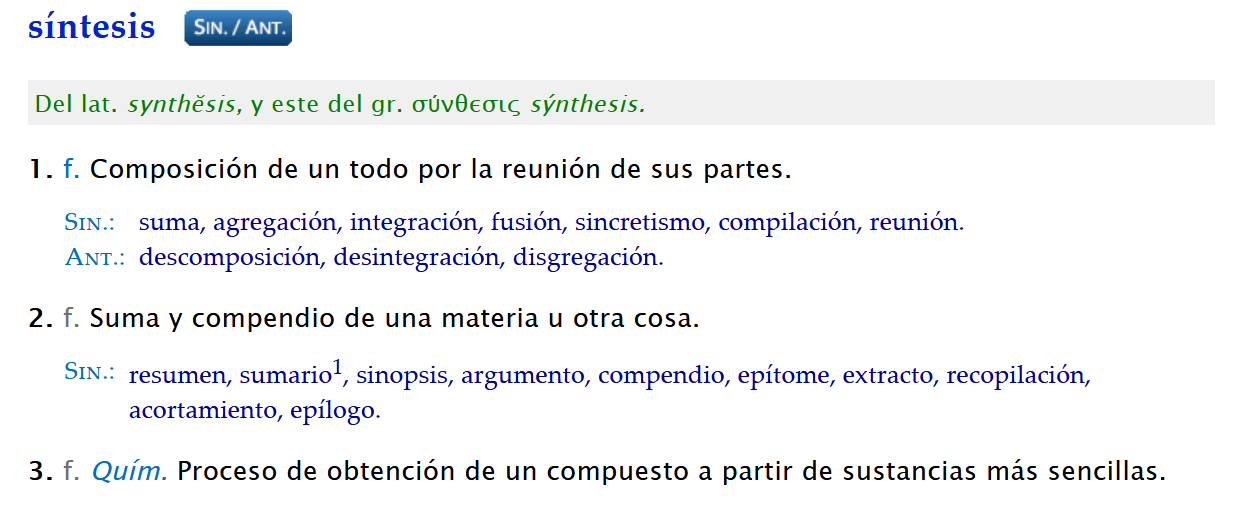 síntesis SIN. / ANT.
Del lat. synthĕsis, y este del gr. σύνθεσις sýnthesis.
1. f. Composición de un todo por la reunión de sus partes.
SIN.: suma, agregación, integración, fusión, sincretismo, compilación, reunión.
ANT.: descomposición, desintegración, disgregación.
2. f. Suma y compendio de una materia u otra cosa.
SIN.: resumen, sumario¹, sinopsis, argumento, compendio, epítome, extracto, recopilación,
acortamiento, epílogo.
3. f. Quím. Proceso de obtención de un compuesto a partir de sustancias más sencillas.